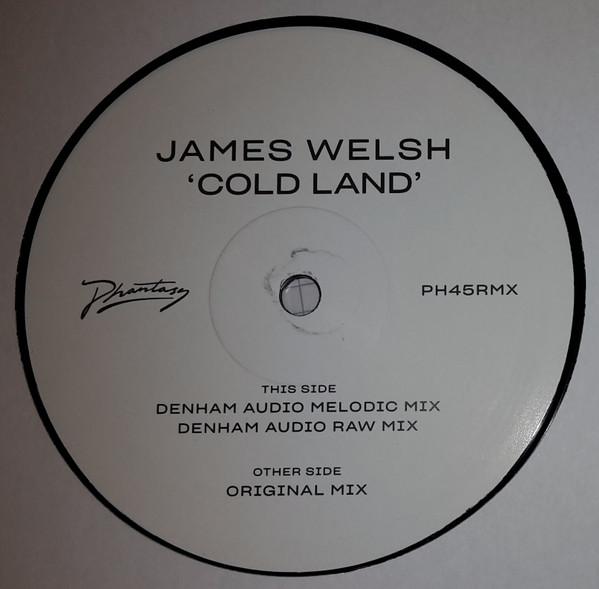 JAMES WELSH
‘COLD LAND’
Phantasy
PH45RMX
THIS SIDE
DENHAM AUDIO MELODIC MIX
DENHAM AUDIO RAW MIX
OTHER SIDE
ORIGINAL MIX